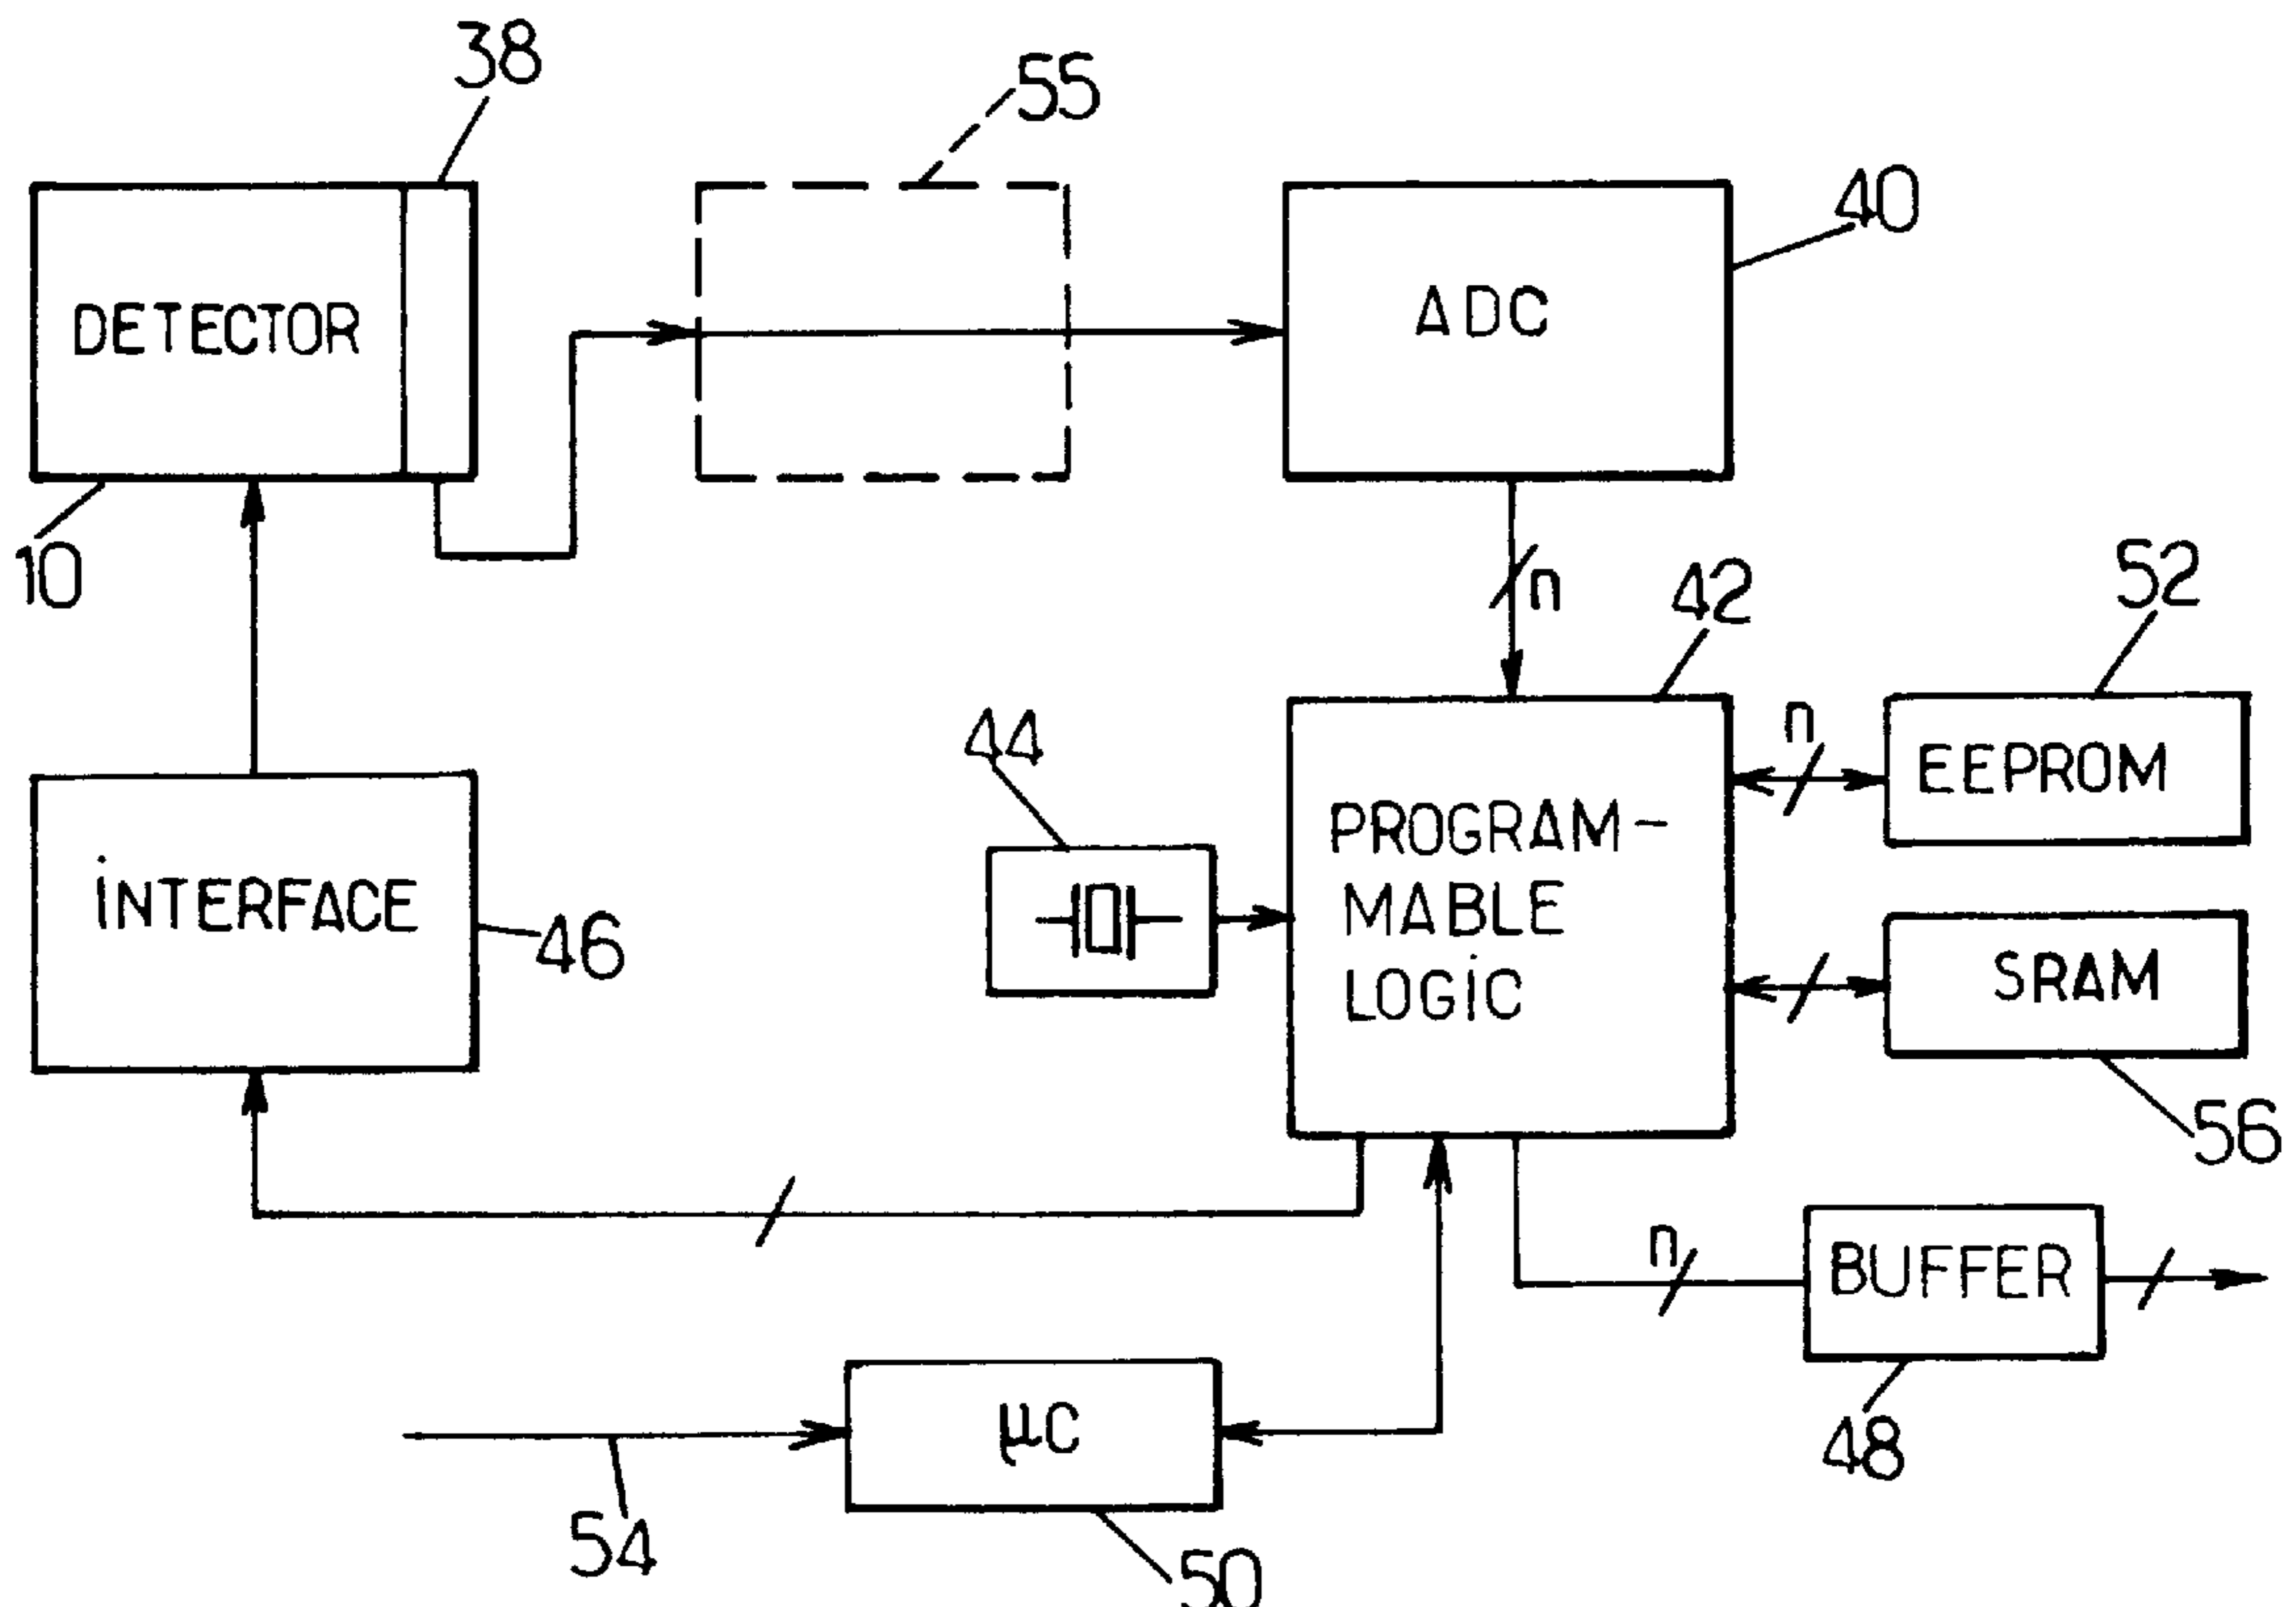 38
55
40
DETECTOR
ADC
10
n
42
52
n
EEPROM
44
PROGRAM-
MABLE
LOGIC
INTERFACE
46
SRAM
56
n
BUFFER
48
µC
54
50